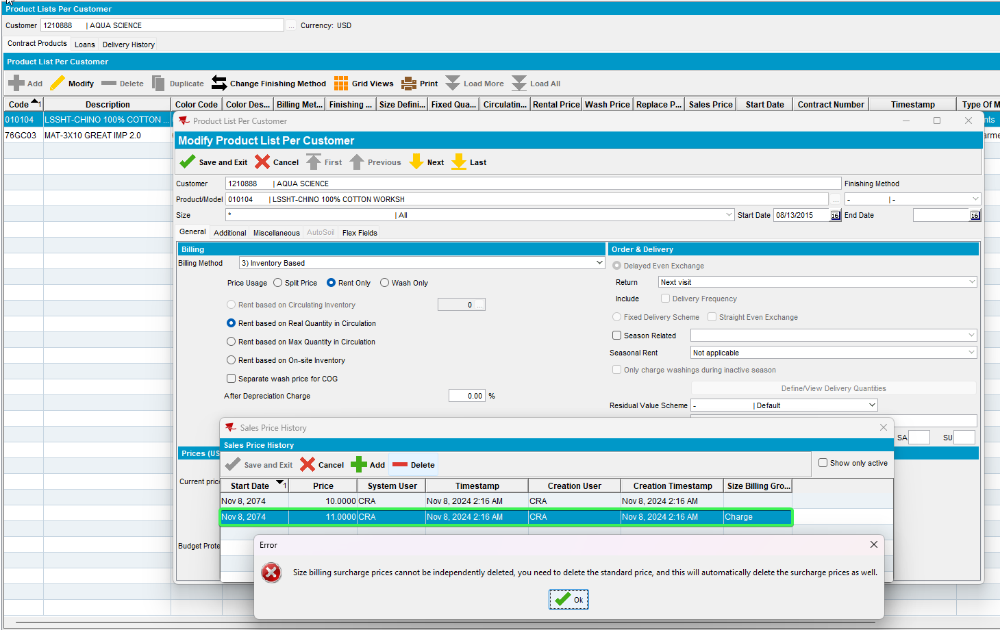 Product Lists Per Customer
Customer 1210888 | AQUA SCIENCE ... Currency: USD
Contract Products Loans Delivery History
Product List Per Customer
Add Modify Delete Duplicate Change Finishing Method Grid Views Print Load More Load All
Code 1 Description Color Code Color Des... Billing Met... Finishing ... Size Defini... Fixed Qua... Circulatin... Rental Price Wash Price Replace P... Sales Price Start Date Contract Number Timestamp Type Of M
010104 LSSHT-CHINO 100% COTTON ... nts
76GC03 MAT-3X10 GREAT IMP 2.0 arme
Product List Per Customer
Modify Product List Per Customer
Save and Exit Cancel First Previous Next Last
Customer 1210888 | AQUA SCIENCE Finishing Method
Product/Model 010104 | LSSHT-CHINO 100% COTTON WORKSH ... - | -
Size * | All Start Date 08/13/2015 16 End Date 16
General Additional Miscellaneous AutoSoil Flex Fields
Billing Order & Delivery
Billing Method 3) Inventory Based Delayed Even Exchange
Price Usage Split Price Rent Only Wash Only Return Next visit
Include Delivery Frequency
Rent based on Circulating Inventory 0 ...
Fixed Delivery Scheme Straight Even Exchange
Rent based on Real Quantity in Circulation
Season Related
Rent based on Max Quantity in Circulation
Seasonal Rent Not applicable
Rent based on On-site Inventory
Only charge washings during inactive season
Separate wash price for COG
Define/View Delivery Quantities
After Depreciation Charge 0.00 %
Residual Value Scheme - | Default
Sales Price History
SA SU
Sales Price History
Prices (US
Save and Exit Cancel Add Delete Show only active
Current price
Start Date 1 Price System User Timestamp Creation User Creation Timestamp Size Billing Gro...
Nov 8, 2074 10.0000 CRA Nov 8, 2024 2:16 AM CRA Nov 8, 2024 2:16 AM
Nov 8, 2074 11.0000 CRA Nov 8, 2024 2:16 AM CRA Nov 8, 2024 2:16 AM Charge
Budget Prote
Error
Size billing surcharge prices cannot be independently deleted, you need to delete the standard price, and this will automatically delete the surcharge prices as well.
Ok